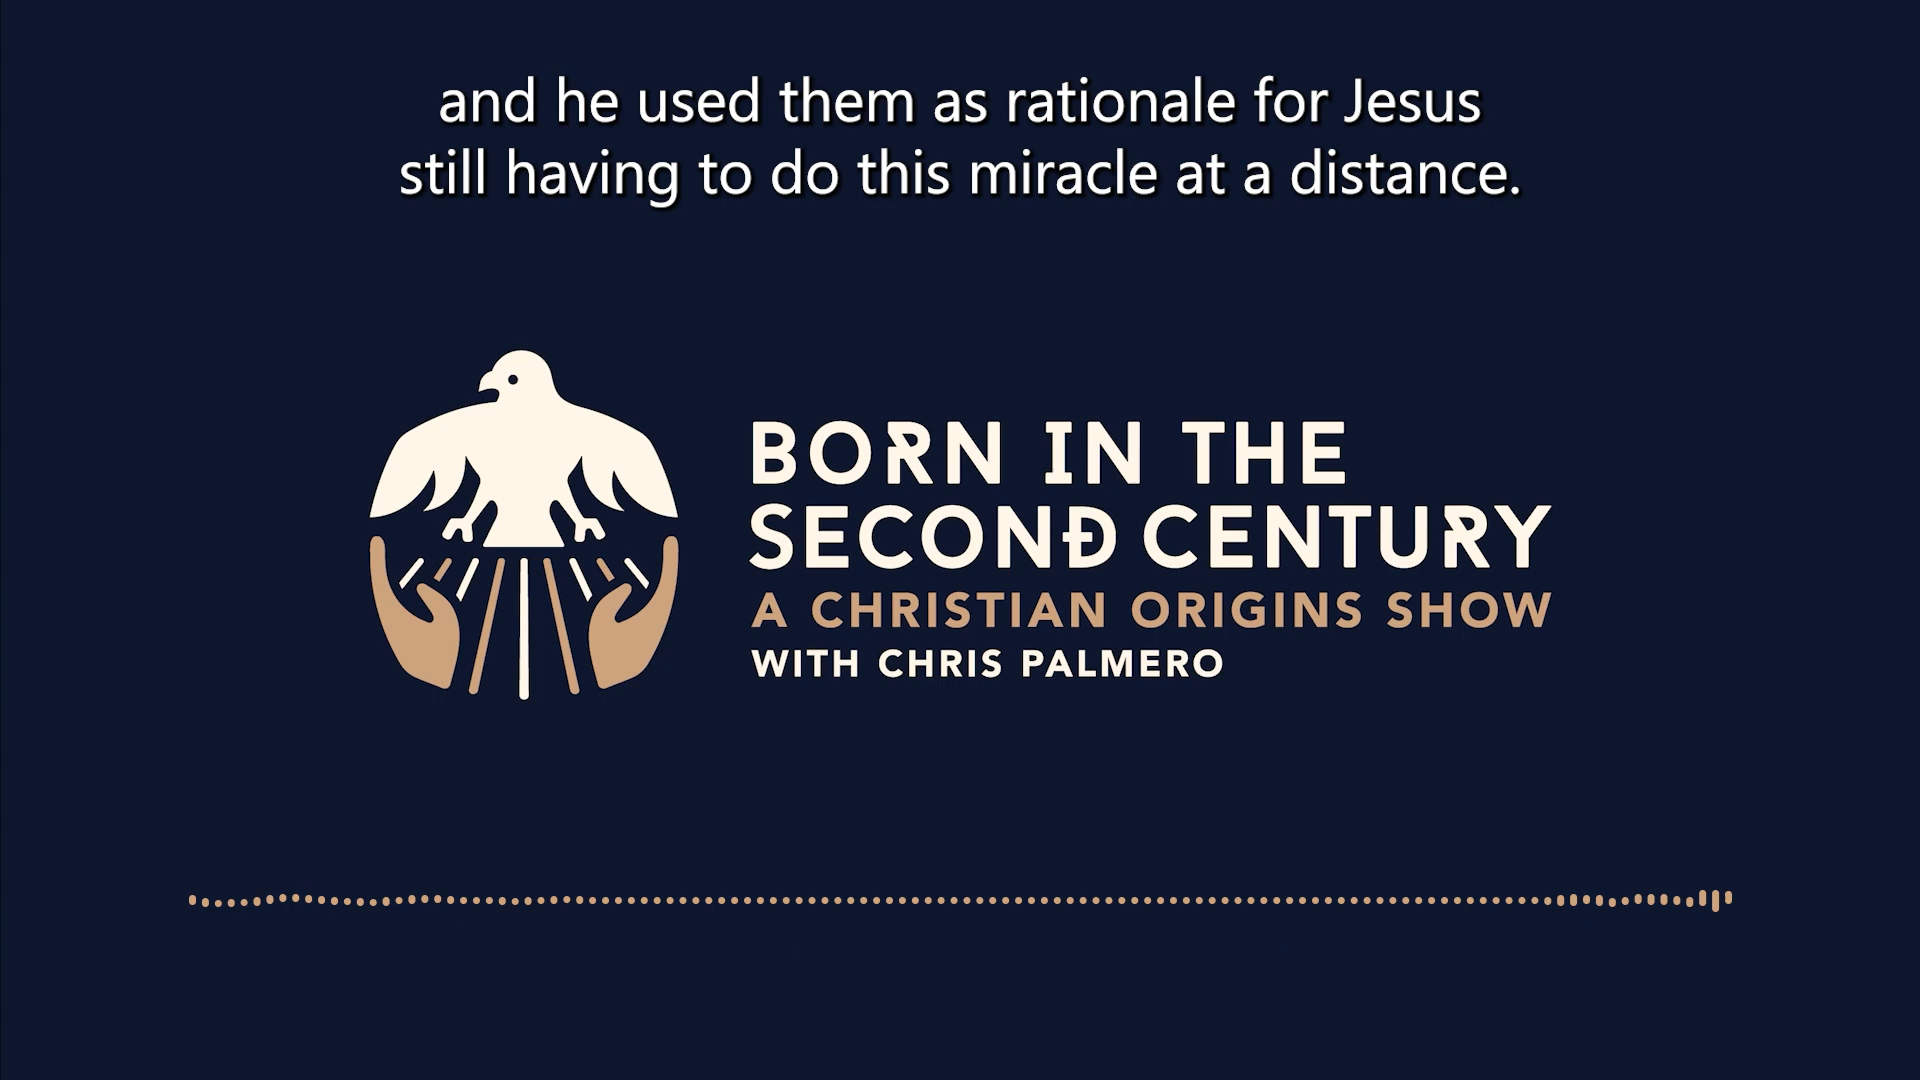 and he used them as rationale for Jesus
still having to do this miracle at a distance.
BORN IN THE
SECOND CENTURY
A CHRISTIAN ORIGINS SHOW
WITH CHRIS PALMERO